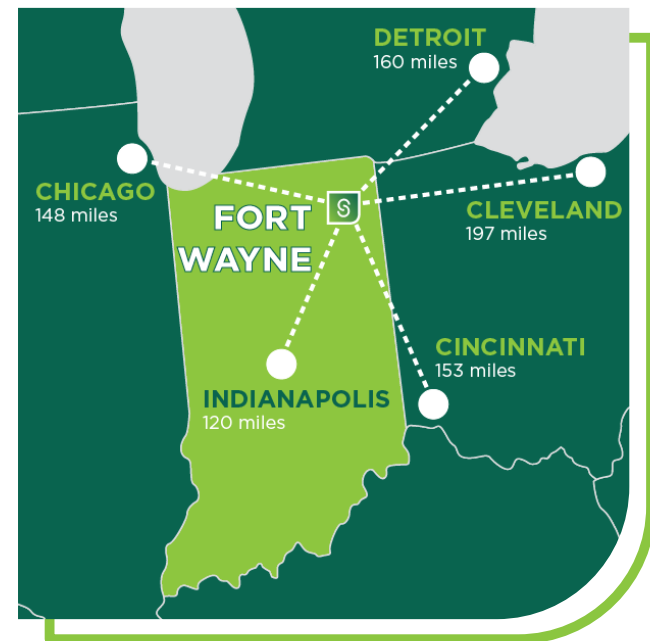 DETROIT
160 miles
CHICAGO
148 miles
FORT
WAYNE
CLEVELAND
197 miles
CINCINNATI
153 miles
INDIANAPOLIS
120 miles